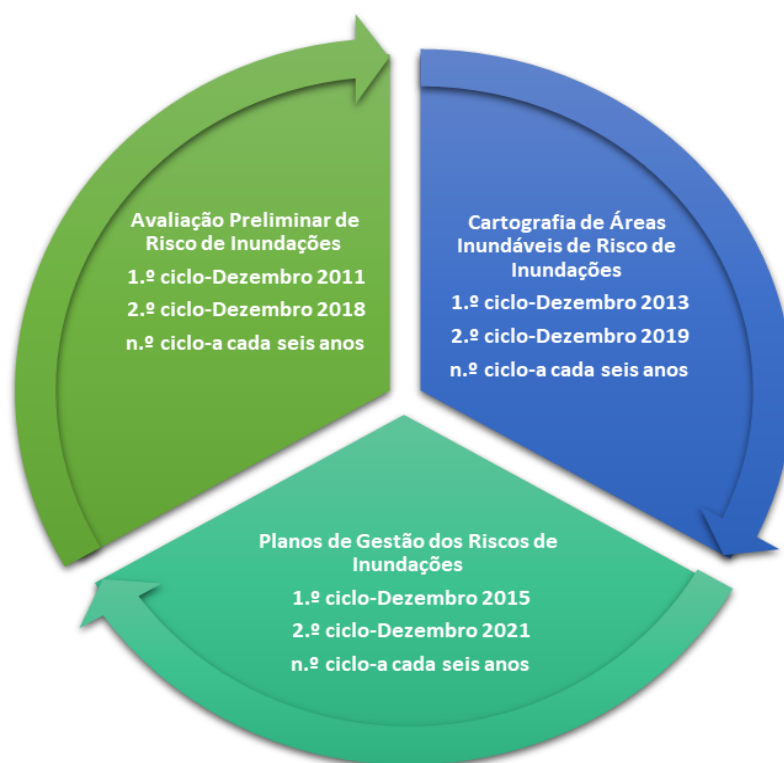 Avaliação Preliminar de
Risco de Inundações
1.º ciclo-Dezembro 2011
2.º ciclo-Dezembro 2018
n.º ciclo-a cada seis anos
Cartografia de Áreas
Inundáveis de Risco de
Inundações
1.º ciclo-Dezembro 2013
2.º ciclo-Dezembro 2019
n.º ciclo-a cada seis anos
Planos de Gestão dos Riscos de
Inundações
1.º ciclo-Dezembro 2015
2.º ciclo-Dezembro 2021
n.º ciclo-a cada seis anos